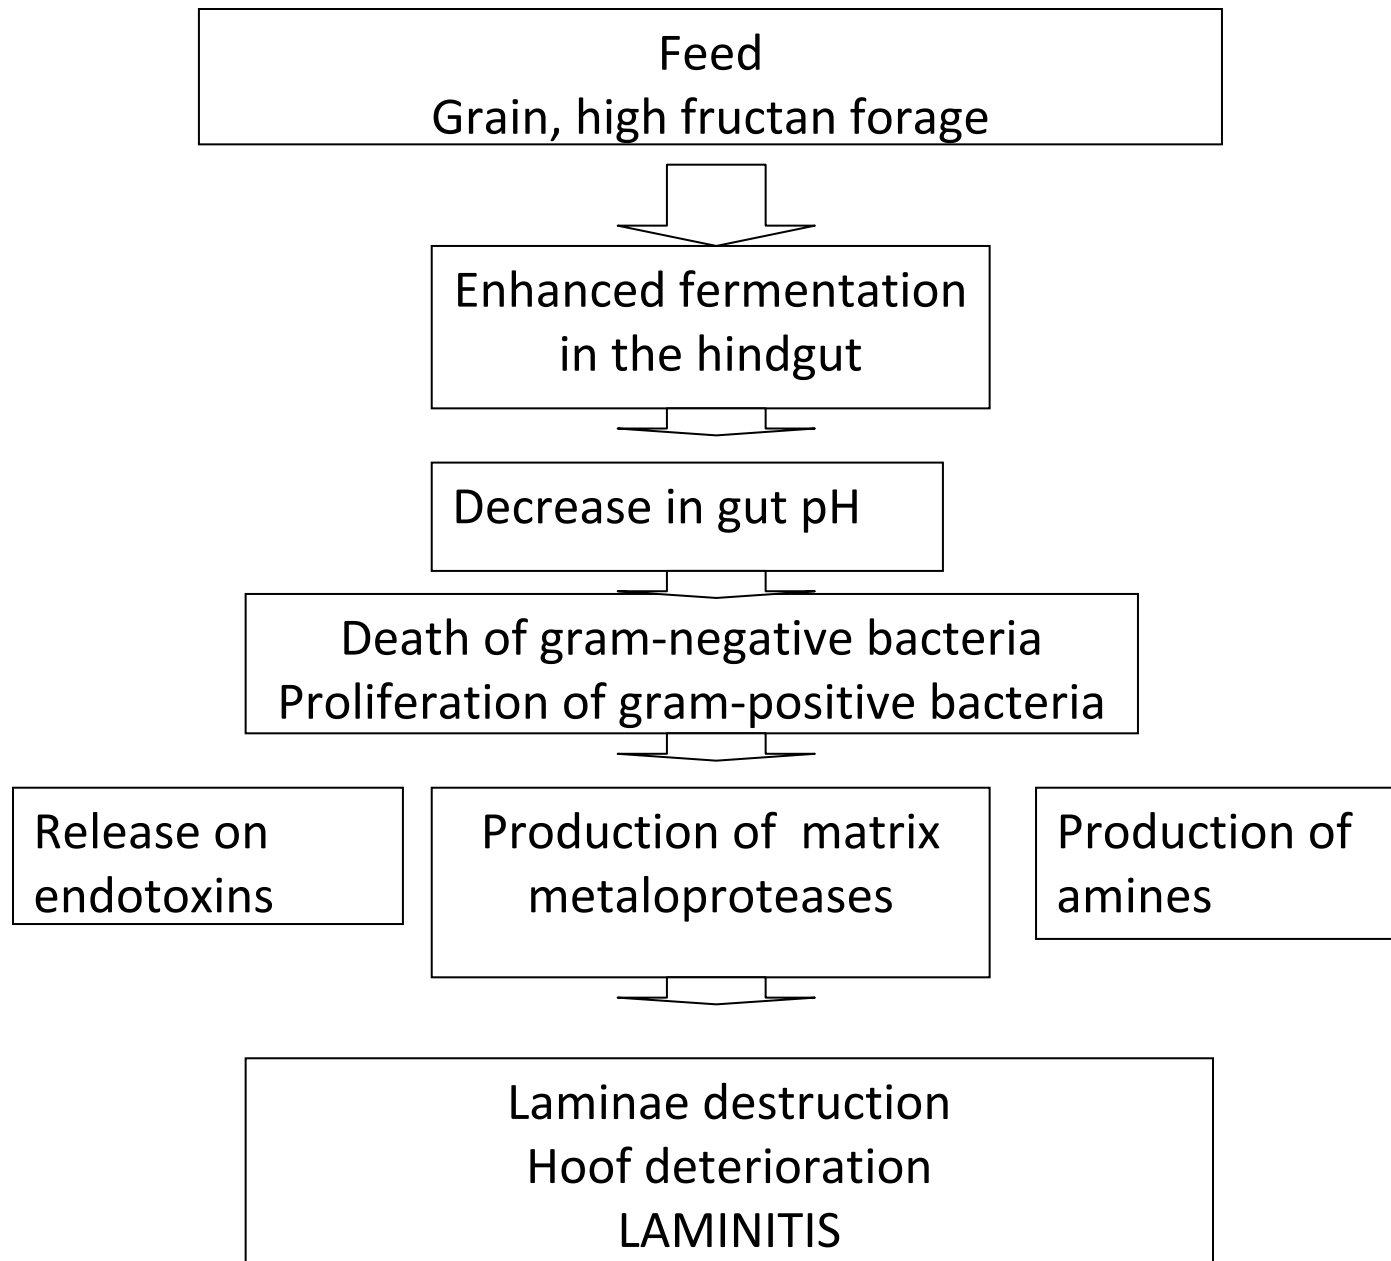 Feed
Grain, high fructan forage
Enhanced fermentation
in the hindgut
Decrease in gut pH
Death of gram-negative bacteria
Proliferation of gram-positive bacteria
Release on
endotoxins
Production of  matrix
metaloproteases
Production of
amines
Laminae destruction
Hoof deterioration
LAMINITIS